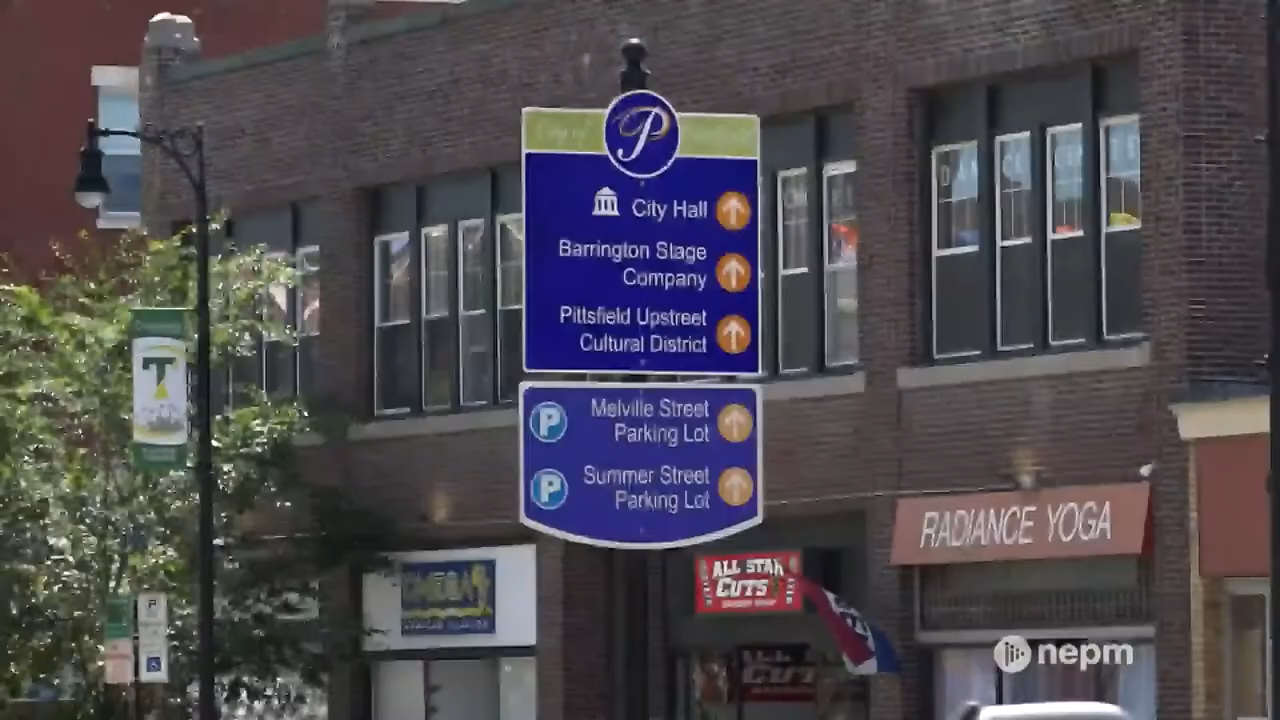 P
City Hall
Barrington Stage
Company
Pittsfield Upstreet
Cultural District
P Melville Street
Parking Lot
P Summer Street
Parking Lot
T
P
ALL STAR
CUTS
RADIANCE YOGA
nepm